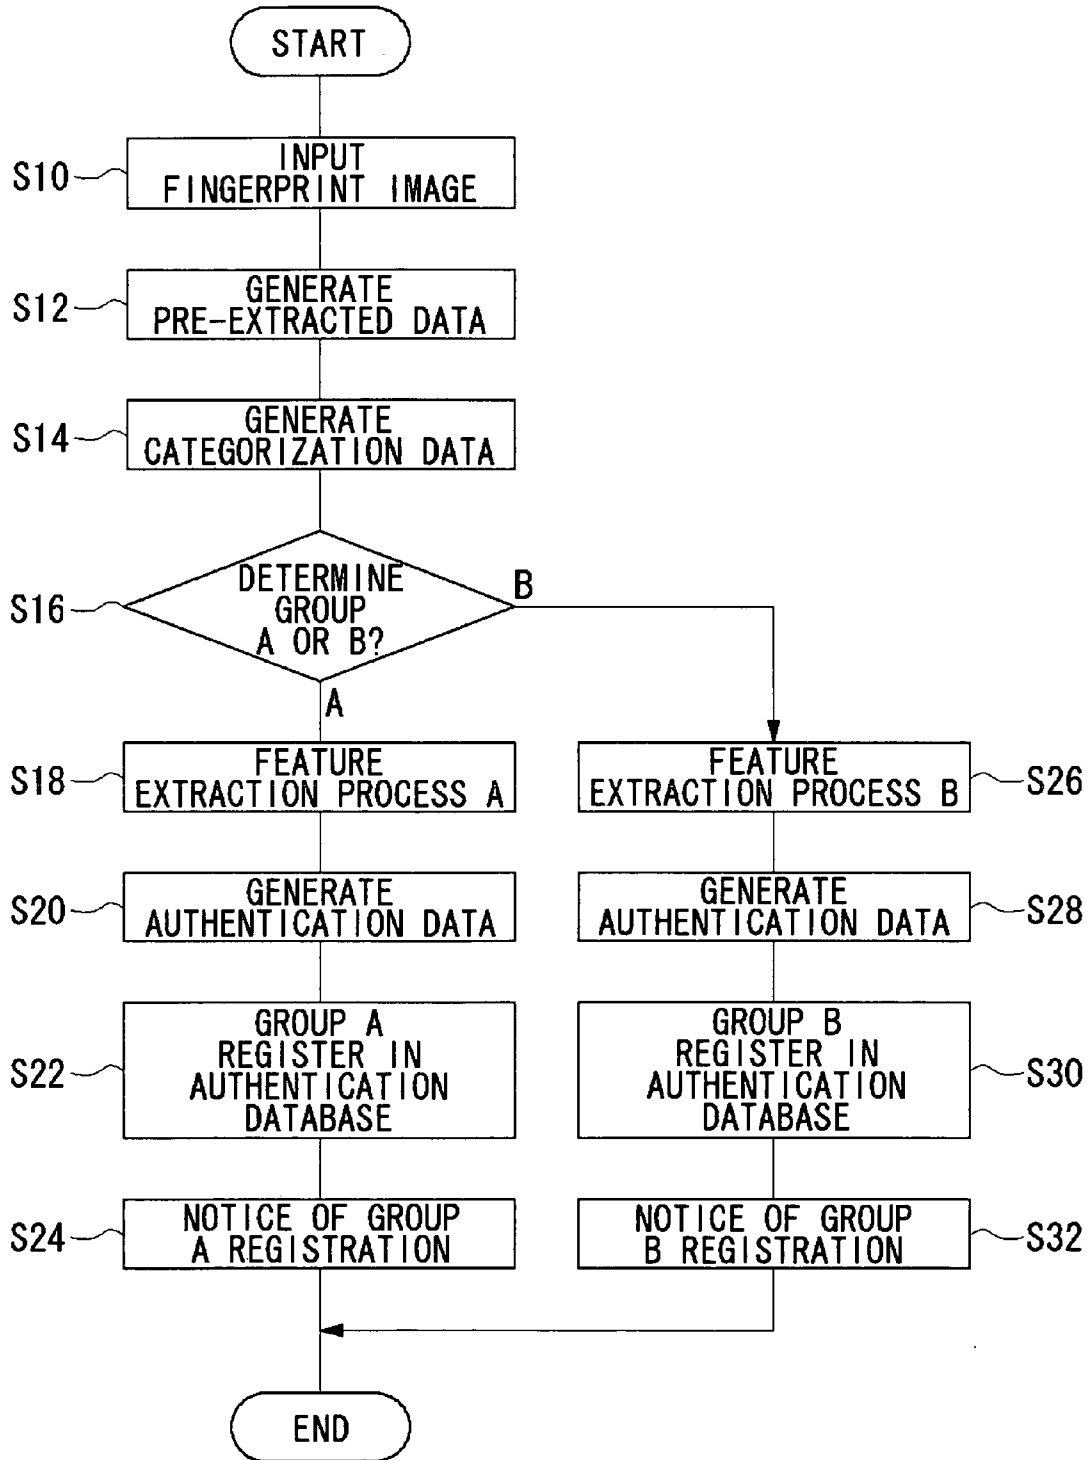 START
S10
INPUT
FINGERPRINT IMAGE
S12
GENERATE
PRE-EXTRACTED DATA
S14
GENERATE
CATEGORIZATION DATA
S16
DETERMINE
GROUP
A OR B?
B
A
S18
FEATURE
EXTRACTION PROCESS A
FEATURE
EXTRACTION PROCESS B
S26
S20
GENERATE
AUTHENTICATION DATA
GENERATE
AUTHENTICATION DATA
S28
S22
GROUP A
REGISTER IN
AUTHENTICATION
DATABASE
GROUP B
REGISTER IN
AUTHENTICATION
DATABASE
S30
S24
NOTICE OF GROUP
A REGISTRATION
NOTICE OF GROUP
B REGISTRATION
S32
END